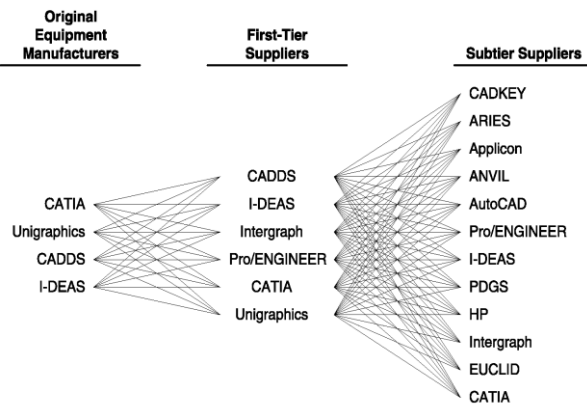 Original
Equipment
Manufacturers
First-Tier
Suppliers
Subtier Suppliers
CATIA
Unigraphics
CADDS
I-DEAS
CADDS
I-DEAS
Intergraph
Pro/ENGINEER
CATIA
Unigraphics
CADKEY
ARIES
Applicon
ANVIL
AutoCAD
Pro/ENGINEER
I-DEAS
PDGS
HP
Intergraph
EUCLID
CATIA